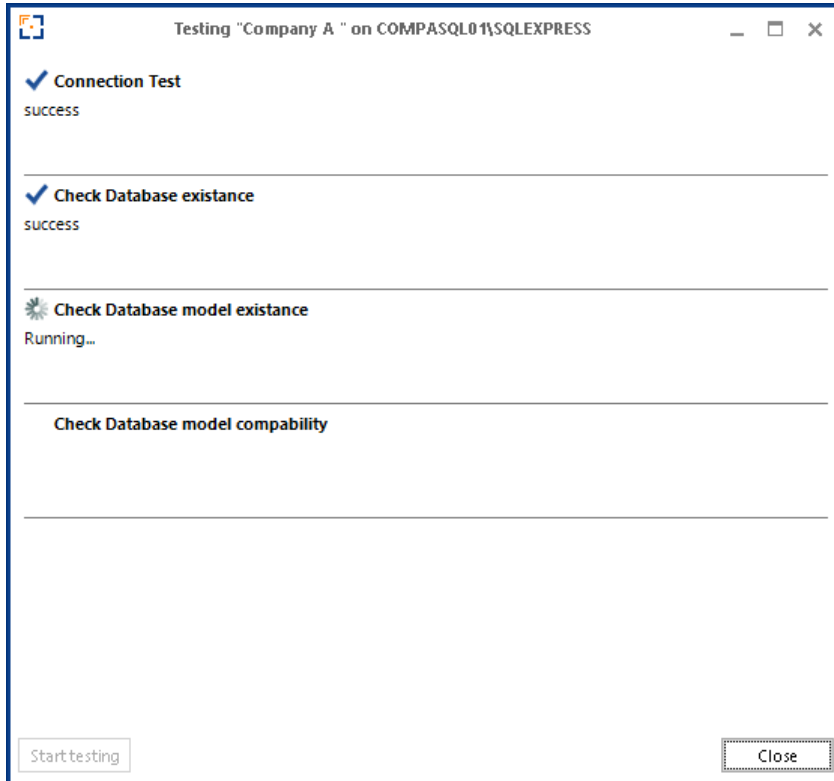 Testing "Company A " on COMPASQL01\SQLEXPRESS
Connection Test
success
Check Database existance
success
Check Database model existance
Running...
Check Database model compability
Start testing
Close